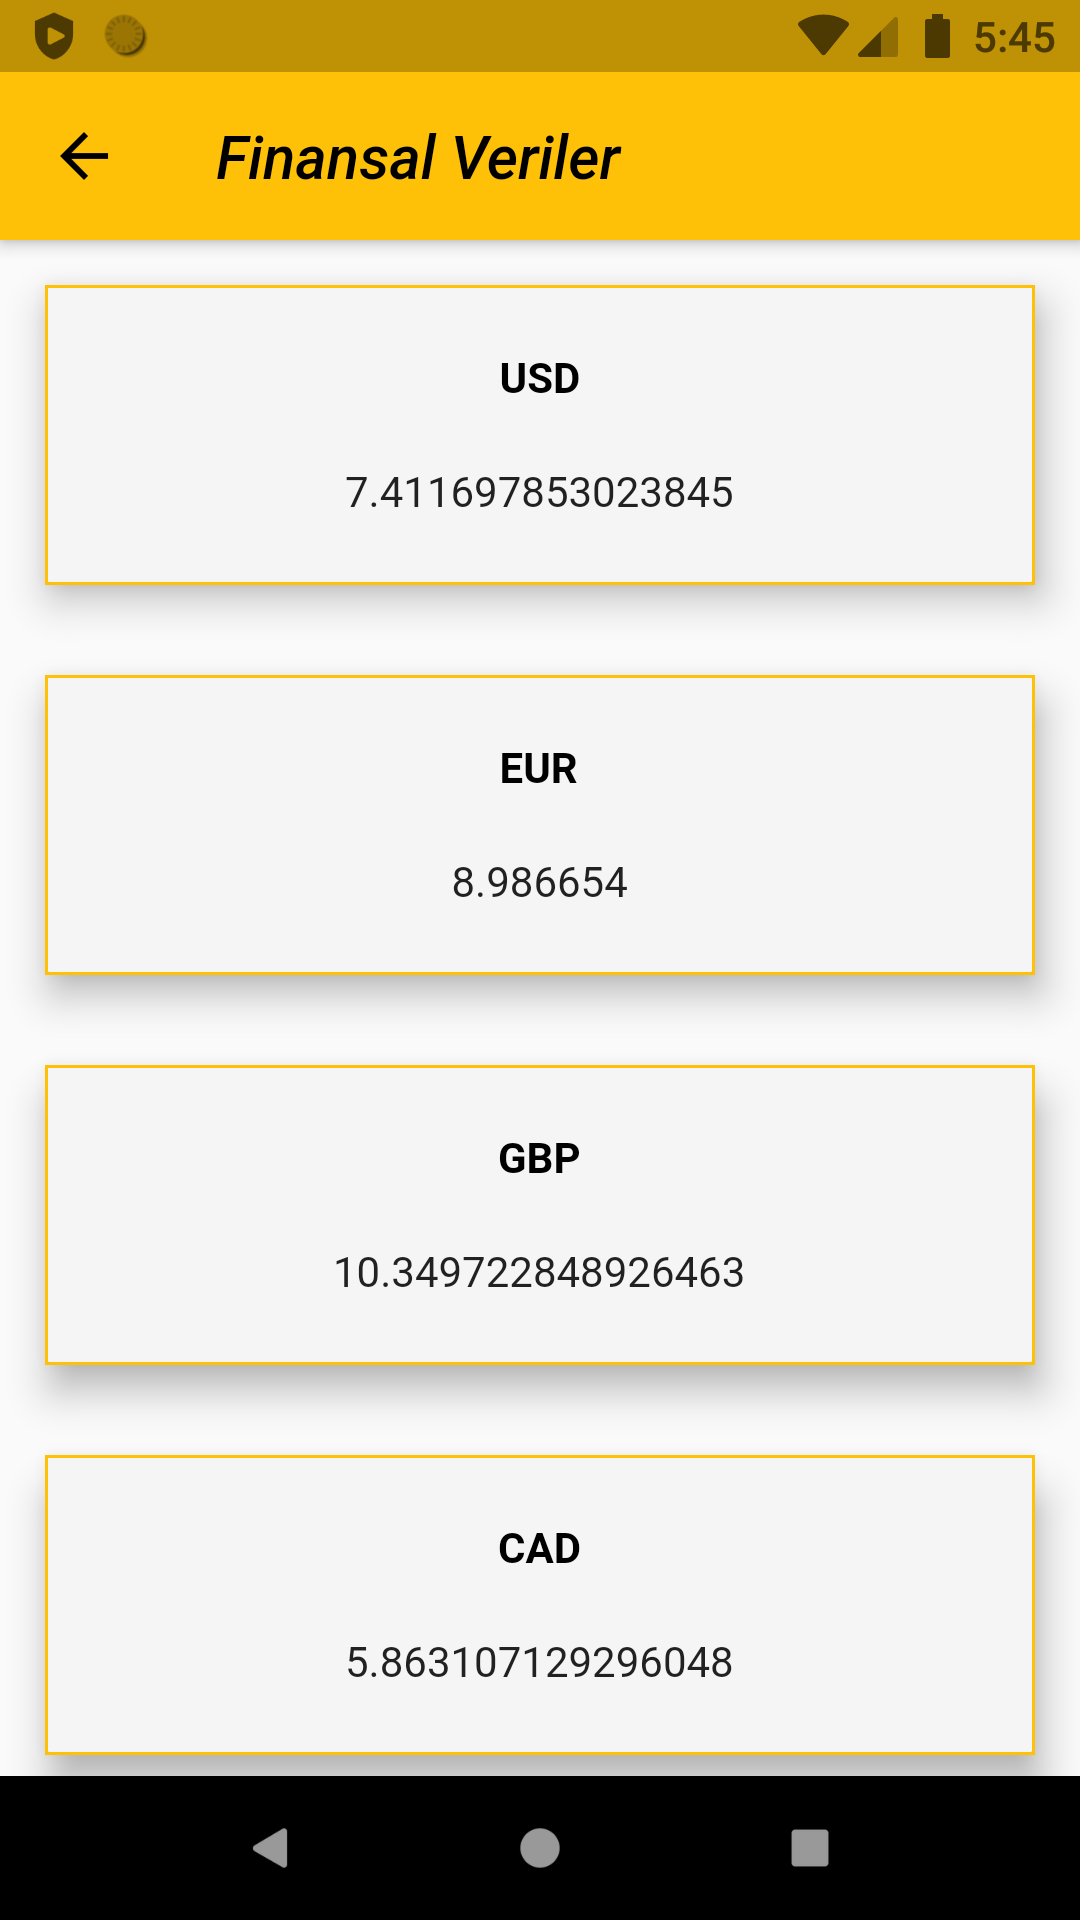 5:45
Finansal Veriler
USD
7.411697853023845
EUR
8.986654
GBP
10.349722848926463
CAD
5.863107129296048